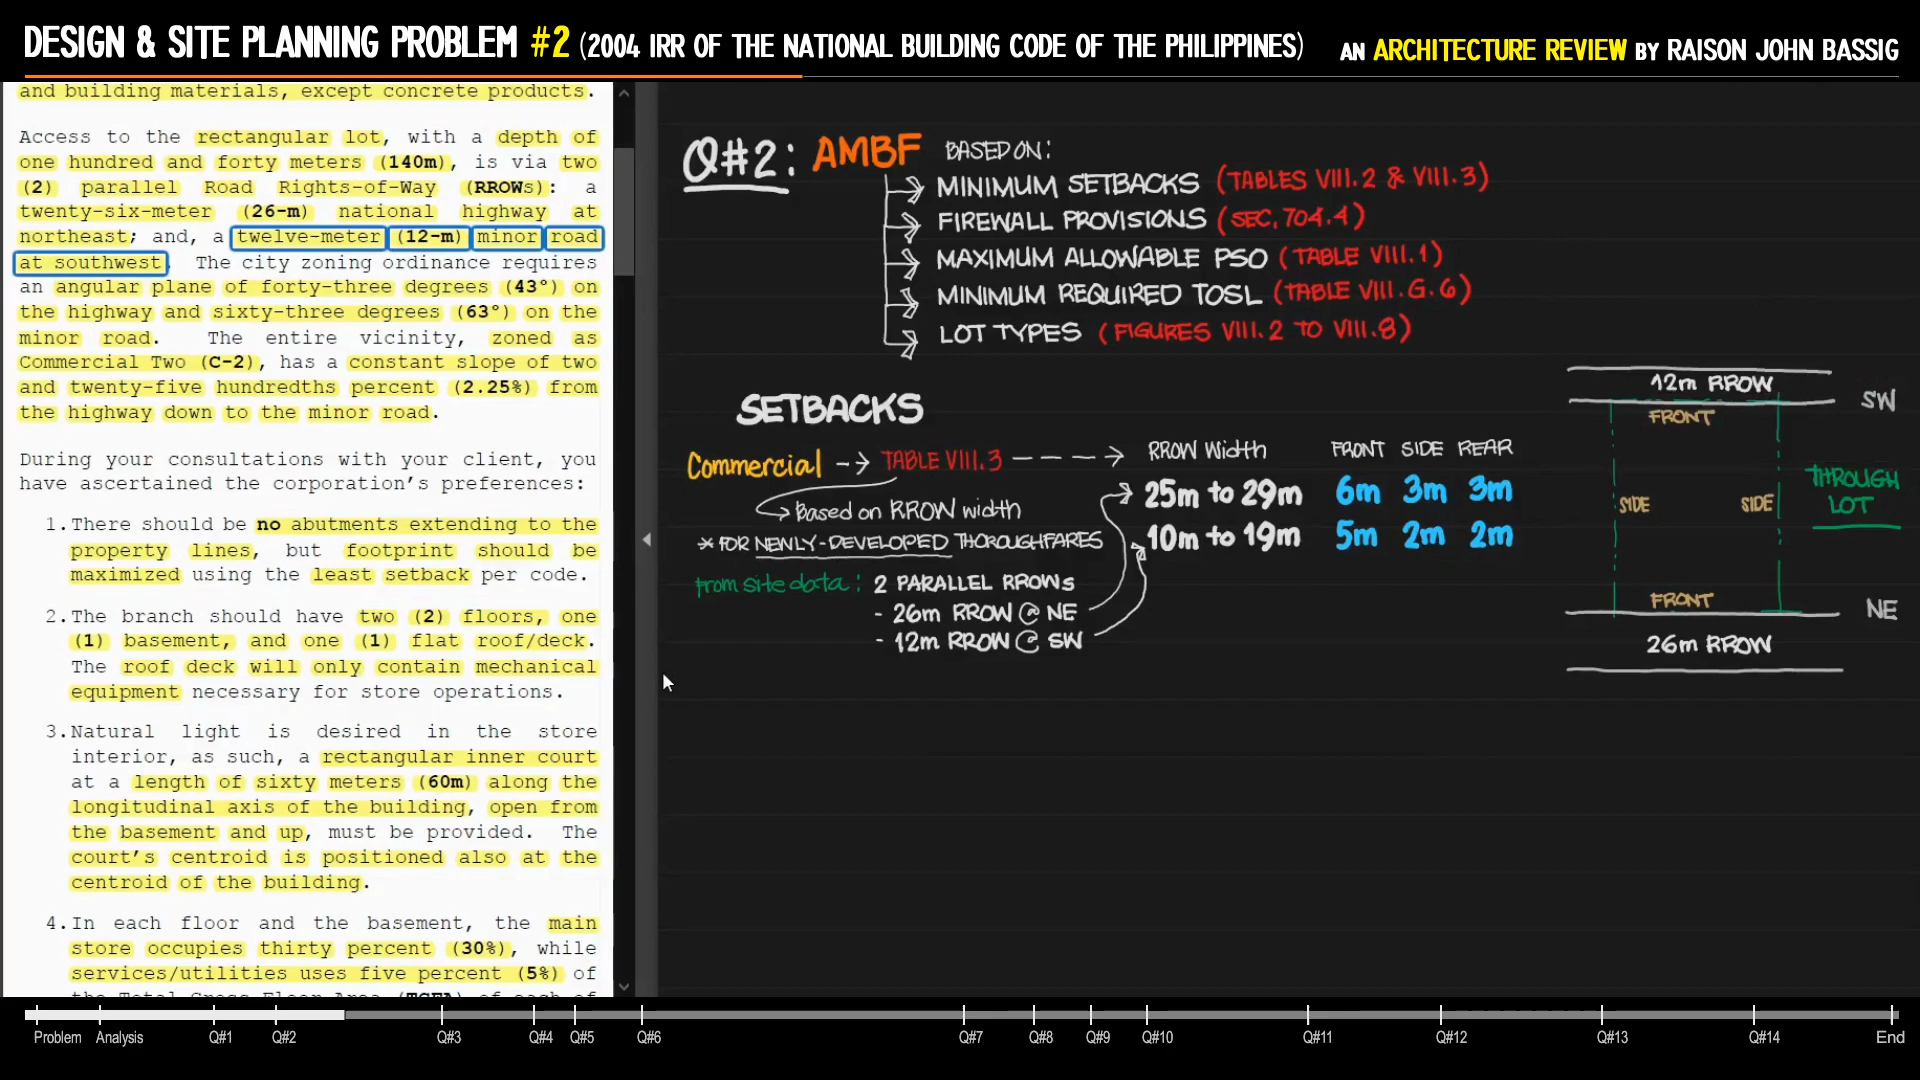 DESIGN & SITE PLANNING PROBLEM #2 (2004 IRR OF THE NATIONAL BUILDING CODE OF THE PHILIPPINES)
AN ARCHITECTURE REVIEW BY RAISON JOHN BASSIG
and building materials, except concrete products.
Access to the rectangular lot, with a depth of
one hundred and forty meters (140m), is via two
(2) parallel Road Rights-of-Way (RROWs): a
twenty-six-meter (26-m) national highway at
northeast; and, a twelve-meter (12-m) minor road
at southwest. The city zoning ordinance requires
an angular plane of forty-three degrees (43°) on
the highway and sixty-three degrees (63°) on the
minor road. The entire vicinity, zoned as
Commercial Two (C-2), has a constant slope of two
and twenty-five hundredths percent (2.25%) from
the highway down to the minor road.
During your consultations with your client, you
have ascertained the corporation's preferences:
1. There should be no abutments extending to the
property lines, but footprint should be
maximized using the least setback per code.
2. The branch should have two (2) floors, one
(1) basement, and one (1) flat roof/deck.
The roof deck will only contain mechanical
equipment necessary for store operations.
3. Natural light is desired in the store
interior, as such, a rectangular inner court
at a length of sixty meters (60m) along the
longitudinal axis of the building, open from
the basement and up, must be provided. The
court's centroid is positioned also at the
centroid of the building.
4. In each floor and the basement, the main
store occupies thirty percent (30%), while
services/utilities uses five percent (5%) of
Q#2: AMBF BASED ON:
MINIMUM SETBACKS (TABLES VIII.2 & VIII.3)
FIREWALL PROVISIONS (SEC. 704.4)
MAXIMUM ALLOWABLE PSO (TABLE VIII.1)
MINIMUM REQUIRED TOSL (TABLE VIII.G.6)
LOT TYPES (FIGURES VIII.2 TO VIII.8)
SETBACKS
Commercial -> TABLE VIII.3 ---> RROW Width FRONT SIDE REAR
25m to 29m 6m 3m 3m
Based on RROW width
10m to 19m 5m 2m 2m
* FOR NEWLY-DEVELOPED THOROUGHFARES
from site data: 2 PARALLEL RROWs
- 26m RROW @ NE
- 12m RROW @ SW
12m RROW
SW
FRONT
SIDE SIDE
THROUGH
LOT
FRONT
NE
26m RROW
Problem Analysis Q#1 Q#2 Q#3 Q#4 Q#5 Q#6 Q#7 Q#8 Q#9 Q#10 Q#11 Q#12 Q#13 Q#14 End